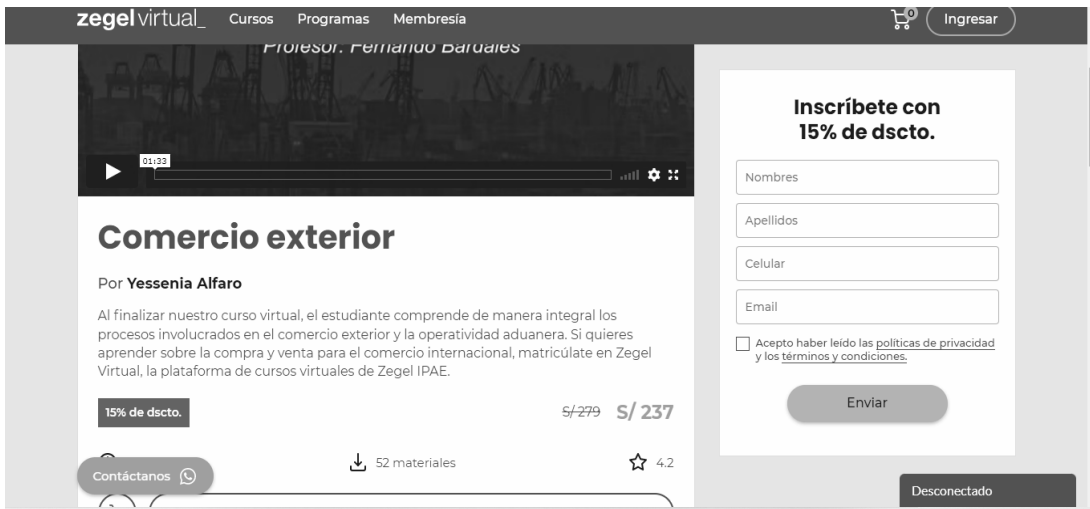 zegelvirtual_ Cursos Programas Membresía 0 Ingresar
Profesor: Fernando Bardales
01:33
Comercio exterior
Por Yessenia Alfaro
Al finalizar nuestro curso virtual, el estudiante comprende de manera integral los
procesos involucrados en el comercio exterior y la operatividad aduanera. Si quieres
aprender sobre la compra y venta para el comercio internacional, matricúlate en Zegel
Virtual, la plataforma de cursos virtuales de Zegel IPAE.
15% de dscto. S/ 279 S/ 237
52 materiales 4.2
Contáctanos
Inscríbete con
15% de dscto.
Nombres
Apellidos
Celular
Email
Acepto haber leído las políticas de privacidad
y los términos y condiciones.
Enviar
Desconectado